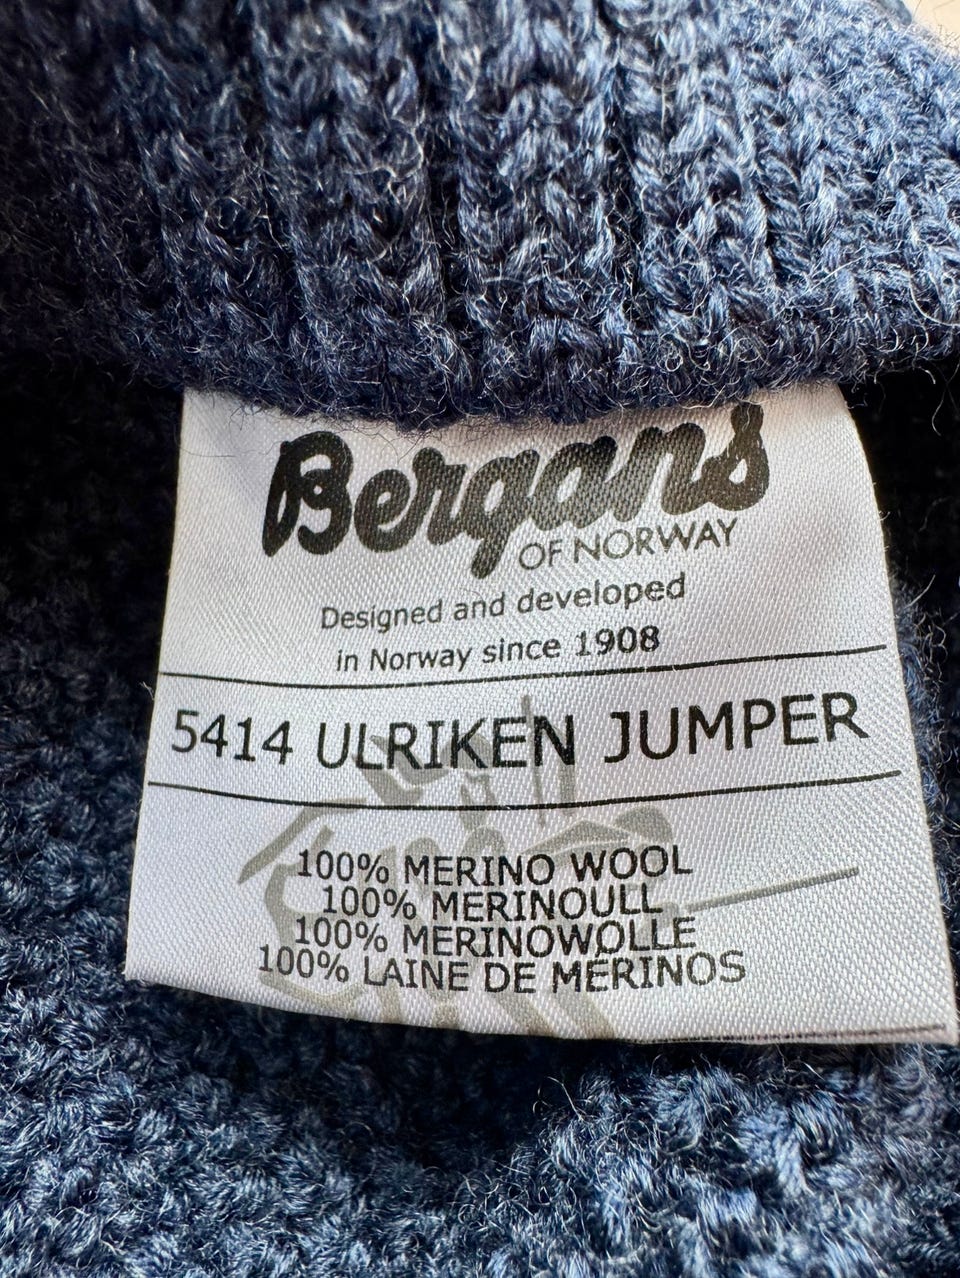 Bergans
OF NORWAY
Designed and developed
in Norway since 1908
5414 ULRIKEN JUMPER
100% MERINO WOOL
100% MERINOULL
100% MERINOWOLLE
100% LAINE DE MÉRINOS